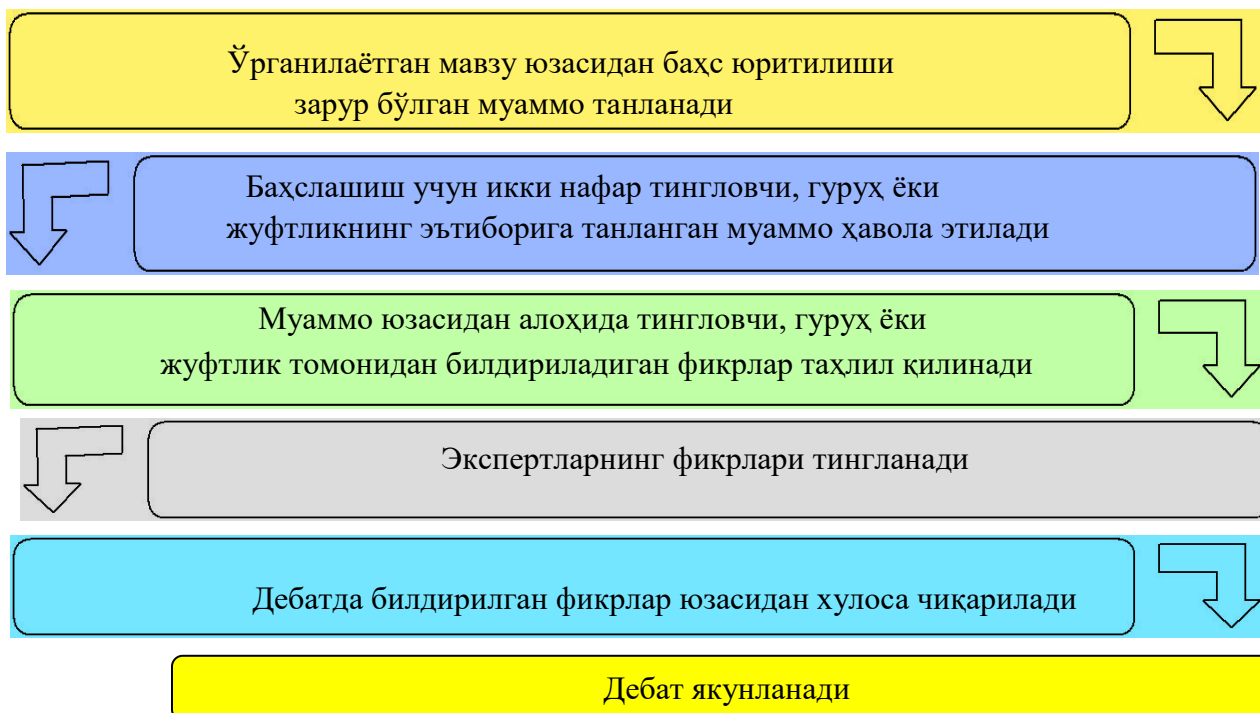 Ўрганилаётган мавзу юзасидан баҳс юритилиши
зарур бўлган муаммо танланади
Баҳслашиш учун икки нафар тингловчи, гуруҳ ёки
жуфтликнинг эътиборига танланган муаммо ҳавола этилади
Муаммо юзасидан алоҳида тингловчи, гуруҳ ёки
жуфтлик томонидан билдириладиган фикрлар таҳлил қилинади
Экспертларнинг фикрлари тингланади
Дебатда билдирилган фикрлар юзасидан хулоса чиқарилади
Дебат якунланади